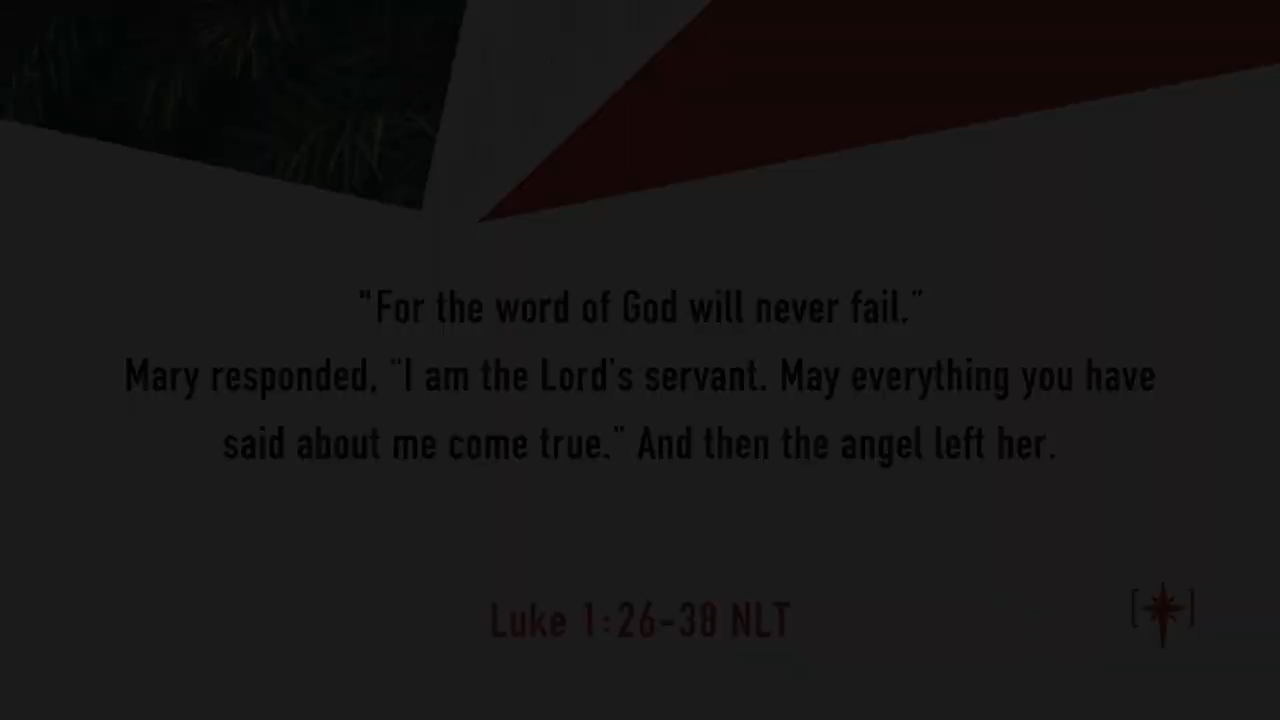 "For the word of God will never fail."
Mary responded, "I am the Lord's servant. May everything you have
said about me come true." And then the angel left her.
Luke 1:26-38 NLT